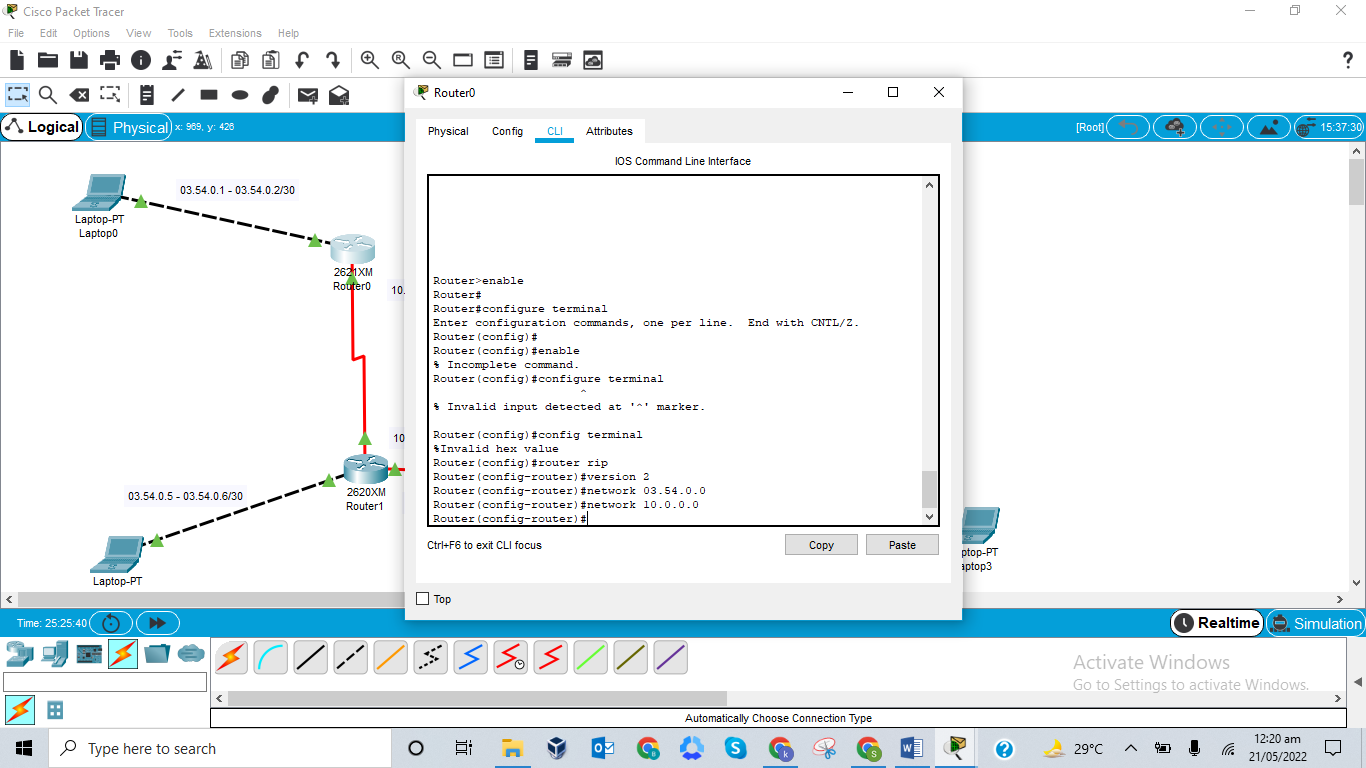 Cisco Packet Tracer
File Edit Options View Tools Extensions Help
Logical
Physical
x: 969, y: 426
[Root]
15:37:30
03.54.0.1 - 03.54.0.2/30
Laptop-PT
Laptop0
2621XM
Router0
10.
10
03.54.0.5 - 03.54.0.6/30
2620XM
Router1
Laptop-PT
ptop-PT
aptop3
Router0
Physical Config CLI Attributes
IOS Command Line Interface
Router>enable
Router#
Router#configure terminal
Enter configuration commands, one per line.  End with CNTL/Z.
Router(config)#
Router(config)#enable
% Incomplete command.
Router(config)#configure terminal
^
% Invalid input detected at '^' marker.
Router(config)#config terminal
%Invalid hex value
Router(config)#router rip
Router(config-router)#version 2
Router(config-router)#network 03.54.0.0
Router(config-router)#network 10.0.0.0
Router(config-router)#
Ctrl+F6 to exit CLI focus
Copy
Paste
Top
Time: 25:25:40
Realtime
Simulation
Activate Windows
Go to Settings to activate Windows.
Automatically Choose Connection Type
Type here to search
29°C
12:20 am
21/05/2022